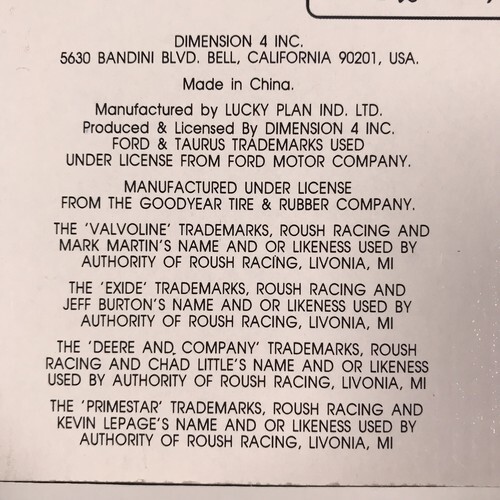 DIMENSION 4 INC.
5630 BANDINI BLVD. BELL, CALIFORNIA 90201, USA.
Made in China.
Manufactured by LUCKY PLAN IND. LTD.
Produced & Licensed By DIMENSION 4 INC.
FORD & TAURUS TRADEMARKS USED
UNDER LICENSE FROM FORD MOTOR COMPANY.
MANUFACTURED UNDER LICENSE
FROM THE GOODYEAR TIRE & RUBBER COMPANY.
THE 'VALVOLINE' TRADEMARKS, ROUSH RACING AND
MARK MARTIN'S NAME AND OR LIKENESS USED BY
AUTHORITY OF ROUSH RACING, LIVONIA, MI
THE 'EXIDE' TRADEMARKS, ROUSH RACING AND
JEFF BURTON'S NAME AND OR LIKENESS USED BY
AUTHORITY OF ROUSH RACING, LIVONIA, MI
THE 'DEERE AND COMPANY' TRADEMARKS, ROUSH
RACING AND CHAD LITTLE'S NAME AND OR LIKENESS
USED BY AUTHORITY OF ROUSH RACING, LIVONIA, MI
THE 'PRIMESTAR' TRADEMARKS, ROUSH RACING AND
KEVIN LEPAGE'S NAME AND OR LIKENESS USED BY
AUTHORITY OF ROUSH RACING, LIVONIA, MI